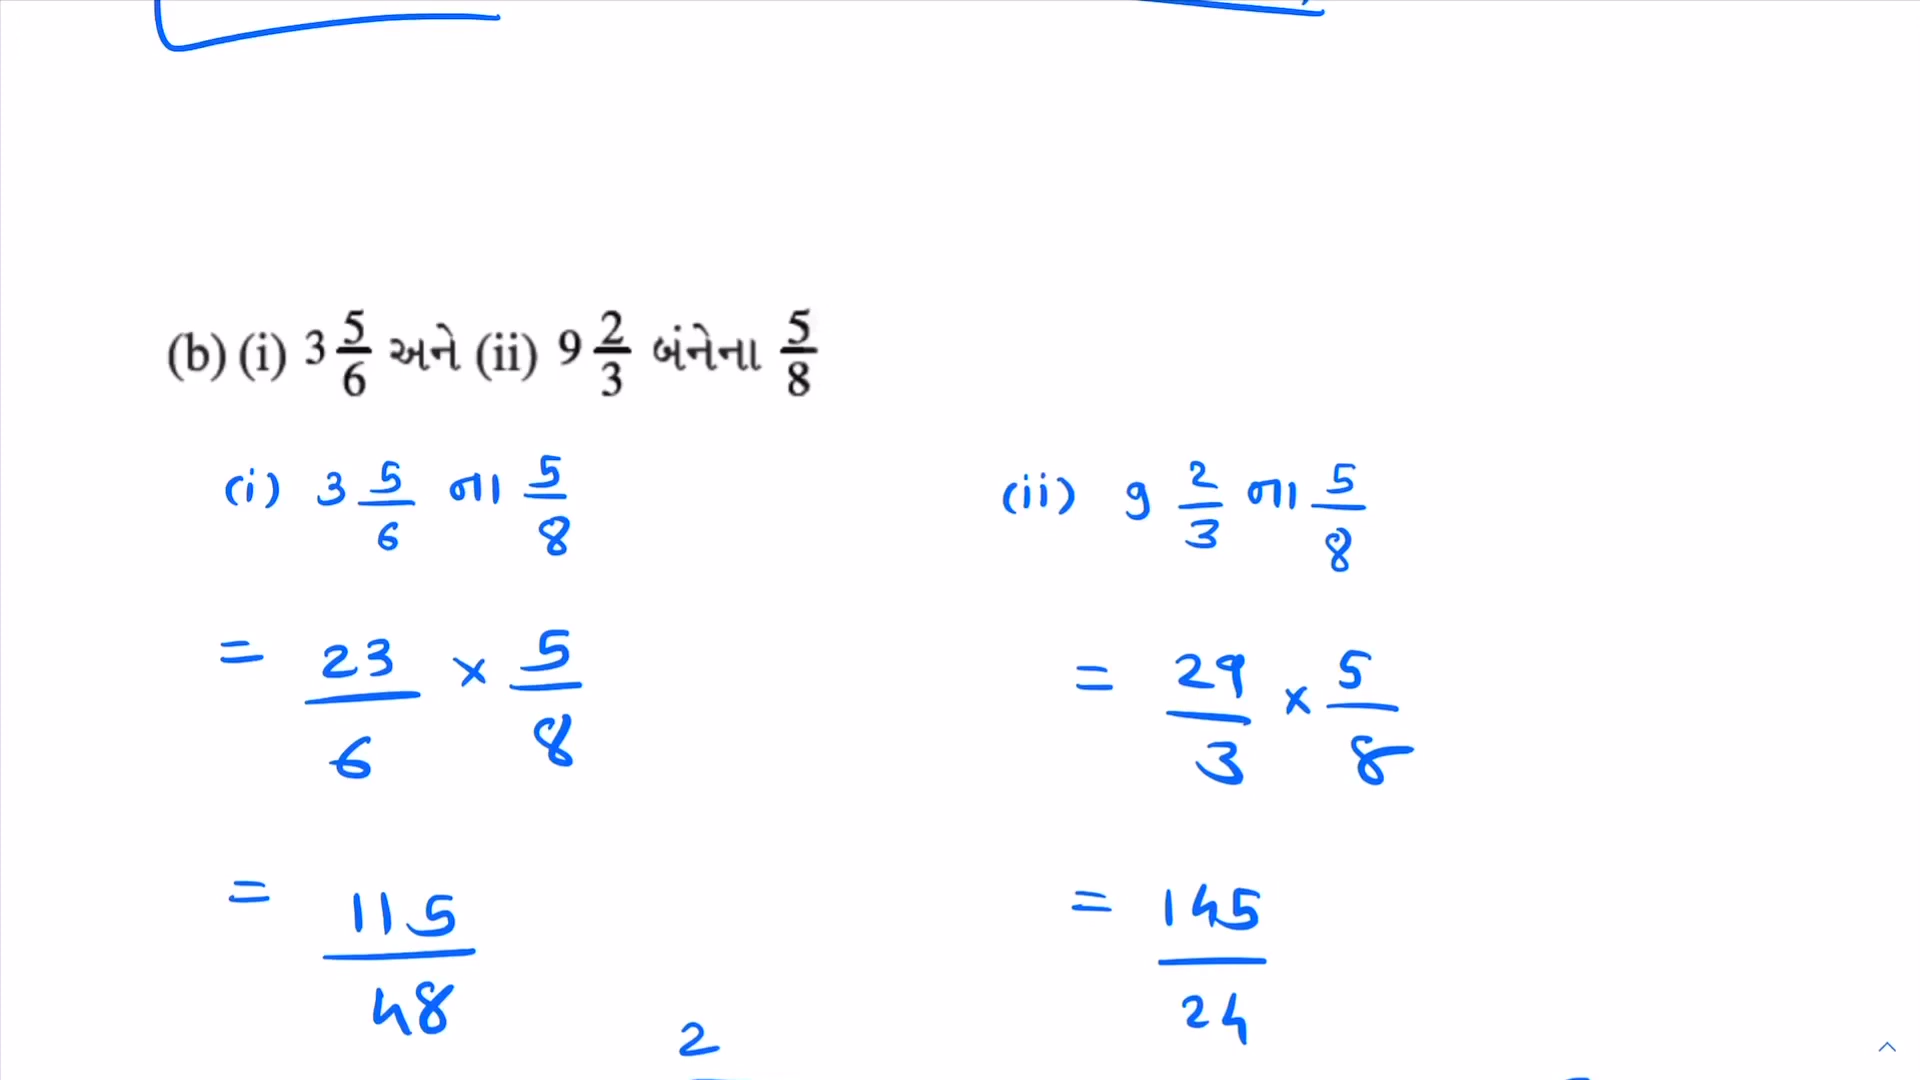 (b) (i) 3 5/6 અને (ii) 9 2/3 બંનેના 5/8
(i) 3 5/6 ના 5/8
= 23/6 × 5/8
= 115/48
2
(ii) 9 2/3 ના 5/8
= 29/3 × 5/8
= 145/24